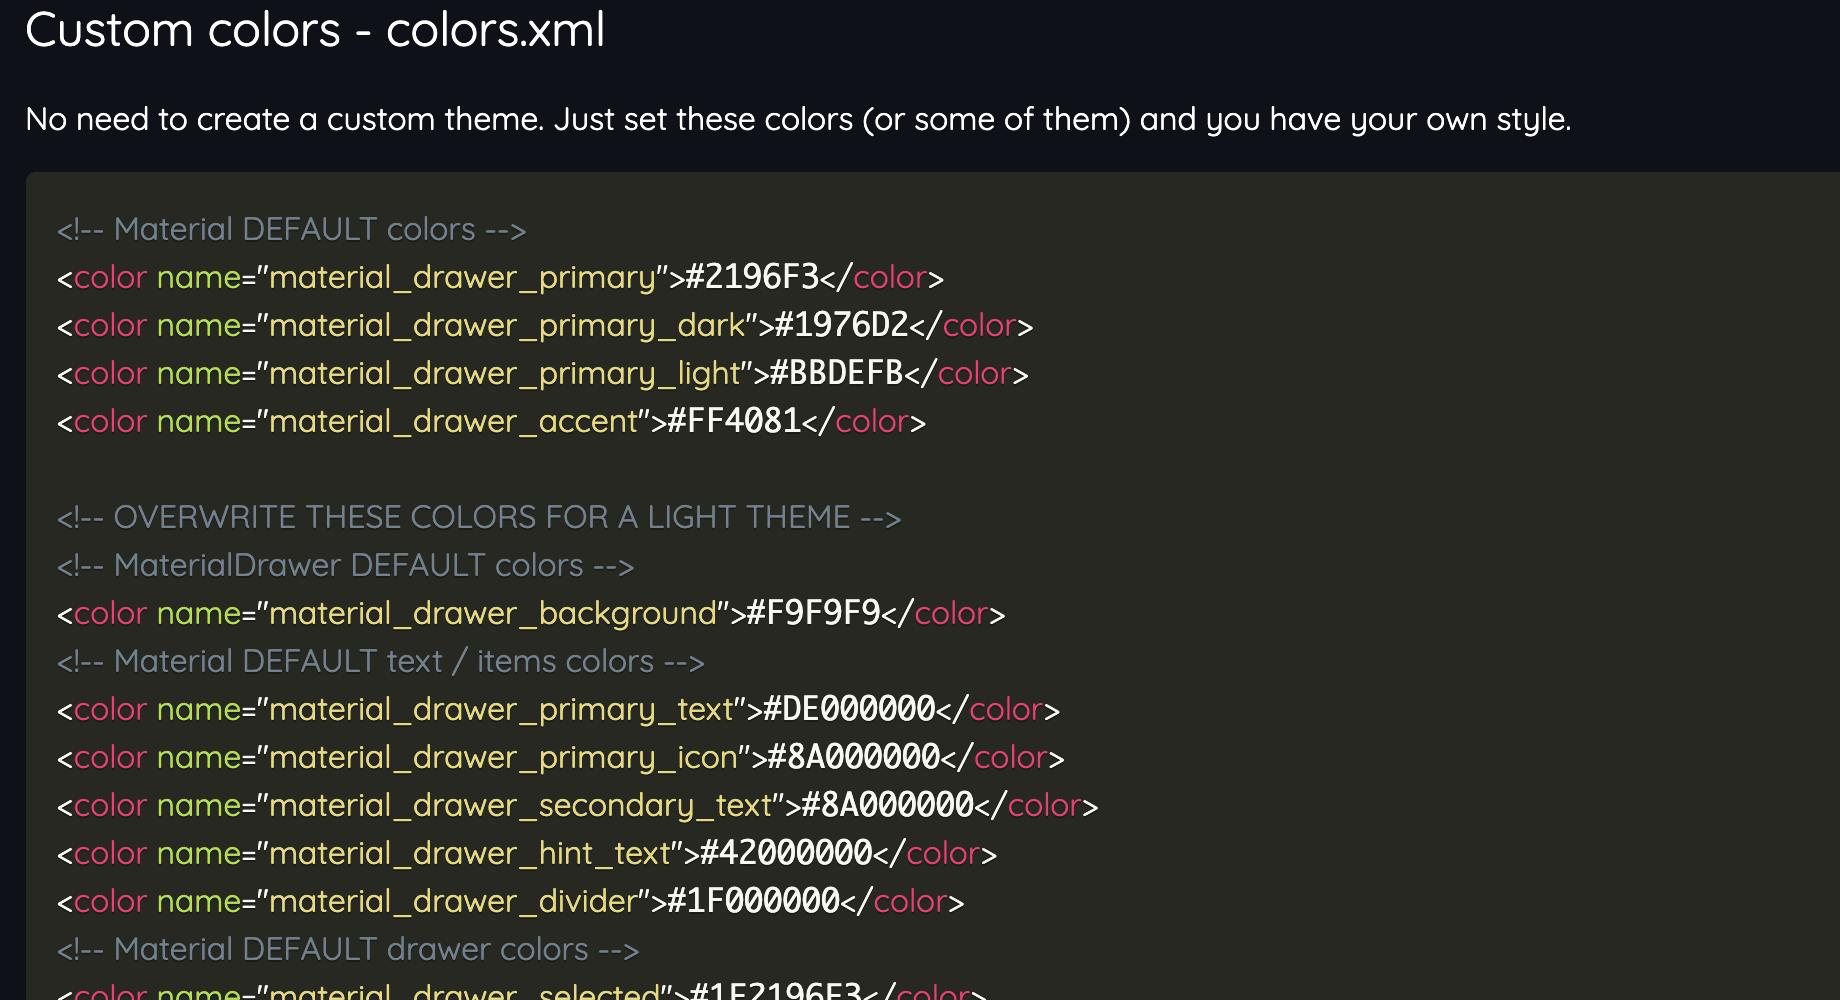 Custom colors - colors.xml
No need to create a custom theme. Just set these colors (or some of them) and you have your own style.
<!-- Material DEFAULT colors -->
<color name="material_drawer_primary">#2196F3</color>
<color name="material_drawer_primary_dark">#1976D2</color>
<color name="material_drawer_primary_light">#BBDEFB</color>
<color name="material_drawer_accent">#FF4081</color>
<!-- OVERWRITE THESE COLORS FOR A LIGHT THEME -->
<!-- MaterialDrawer DEFAULT colors -->
<color name="material_drawer_background">#F9F9F9</color>
<!-- Material DEFAULT text / items colors -->
<color name="material_drawer_primary_text">#DE000000</color>
<color name="material_drawer_primary_icon">#8A000000</color>
<color name="material_drawer_secondary_text">#8A000000</color>
<color name="material_drawer_hint_text">#42000000</color>
<color name="material_drawer_divider">#1F000000</color>
<!-- Material DEFAULT drawer colors -->
<color name="material_drawer_selected">#1F2196F3</color>